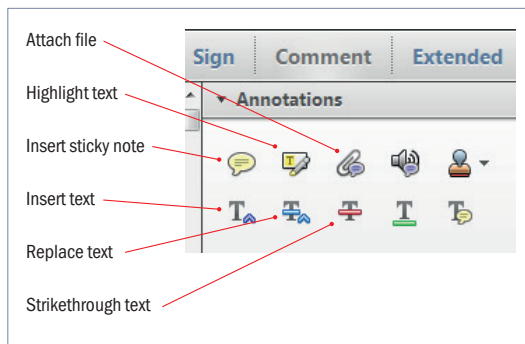 Attach file
Sign Comment Extended
Highlight text
Annotations
Insert sticky note
Insert text
Replace text
Strikethrough text